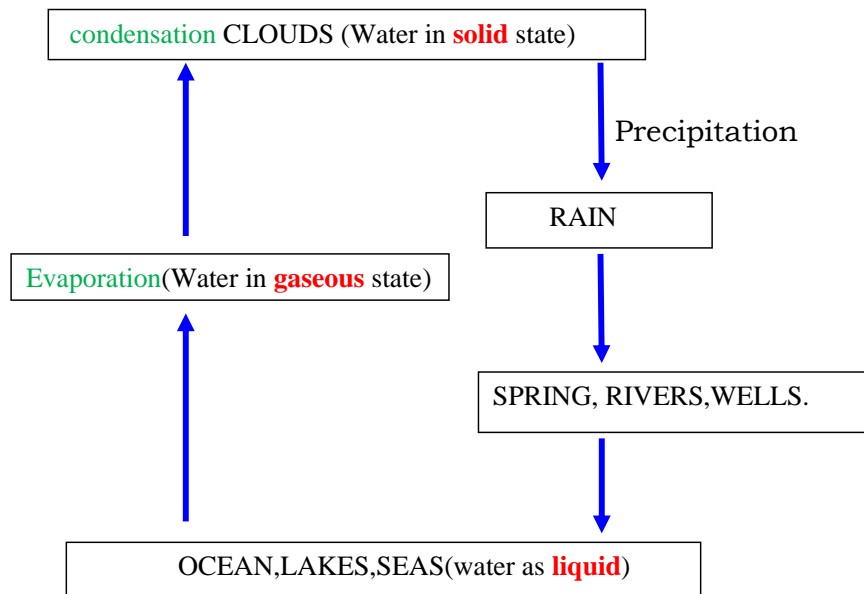 condensation CLOUDS (Water in solid state)
Precipitation
RAIN
Evaporation(Water in gaseous state)
SPRING, RIVERS,WELLS.
OCEAN,LAKES,SEAS(water as liquid)